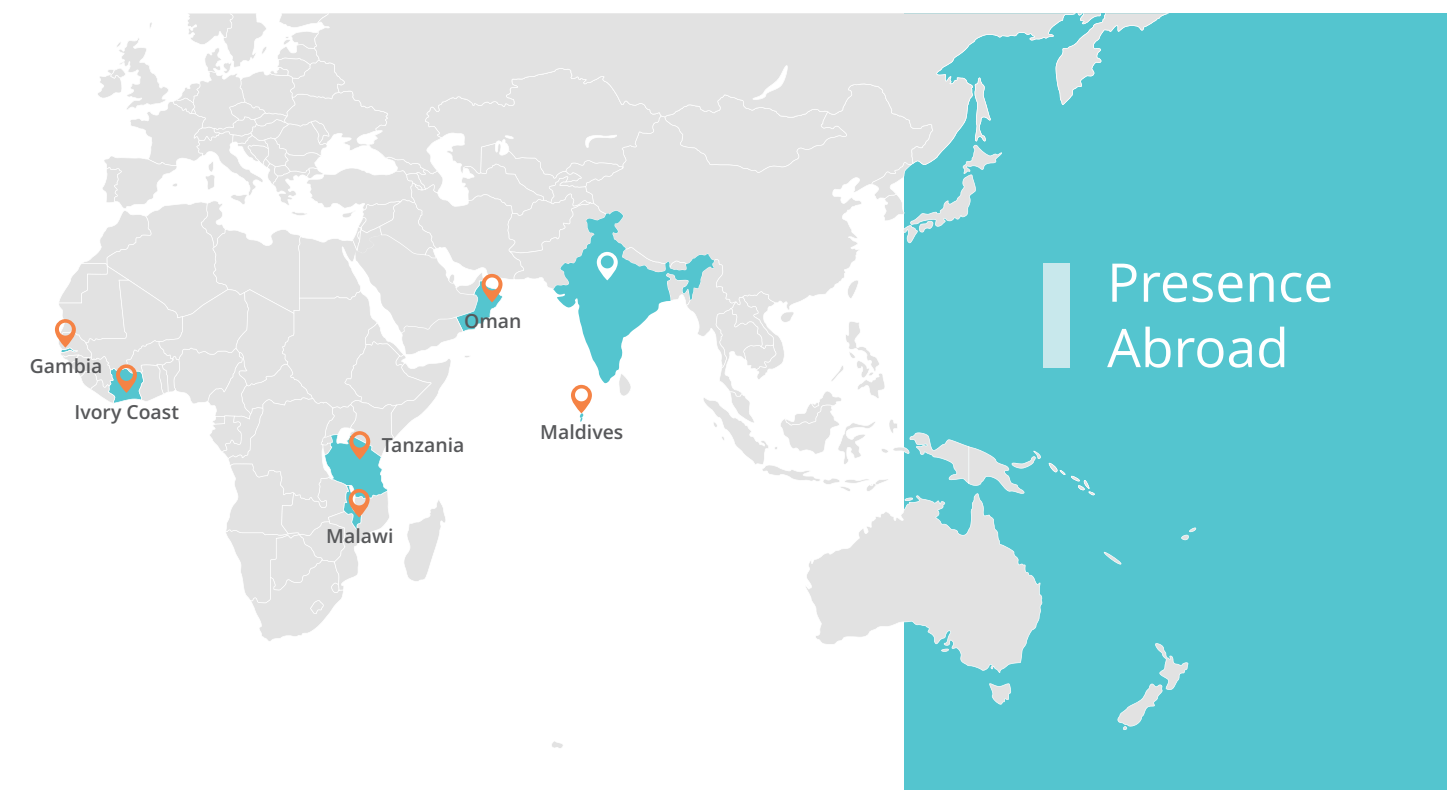 Presence
Abroad
Oman
Gambia
Ivory Coast
Maldives
Tanzania
Malawi